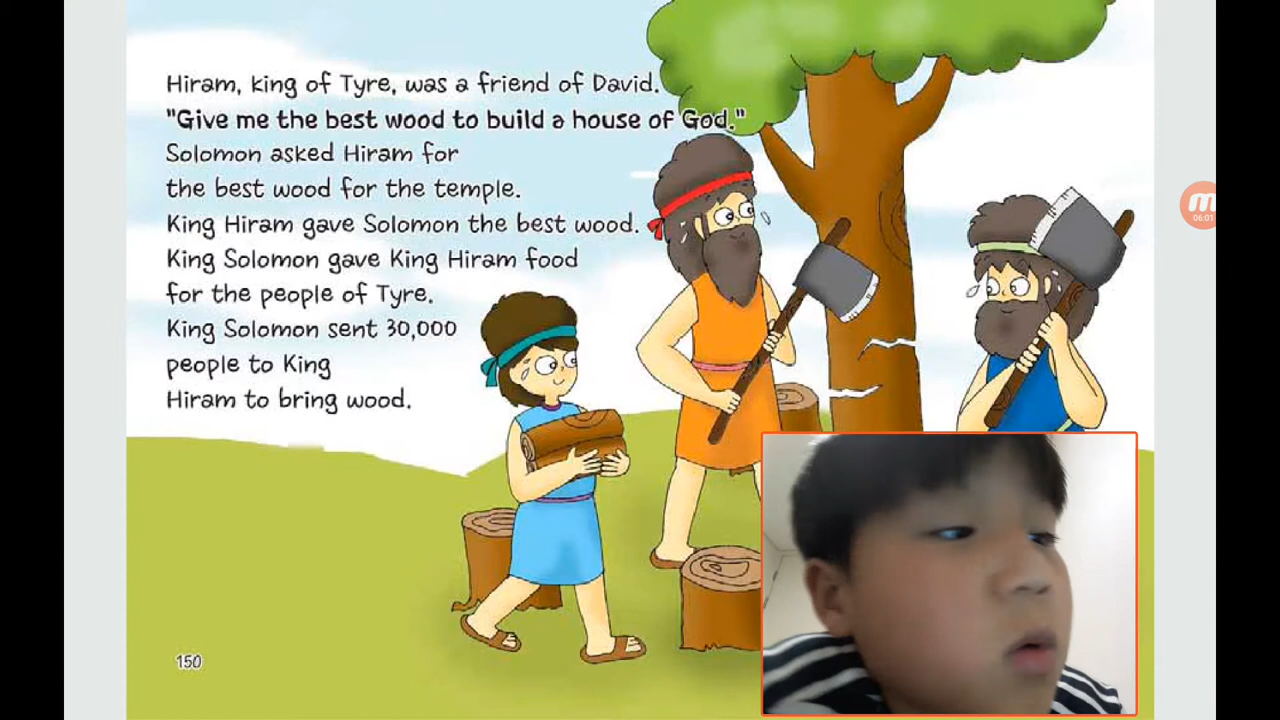 Hiram, king of Tyre, was a friend of David.
"Give me the best wood to build a house of God."
Solomon asked Hiram for
the best wood for the temple.
King Hiram gave Solomon the best wood.
King Solomon gave King Hiram food
for the people of Tyre.
King Solomon sent 30,000
people to King
Hiram to bring wood.
150
M
06:01